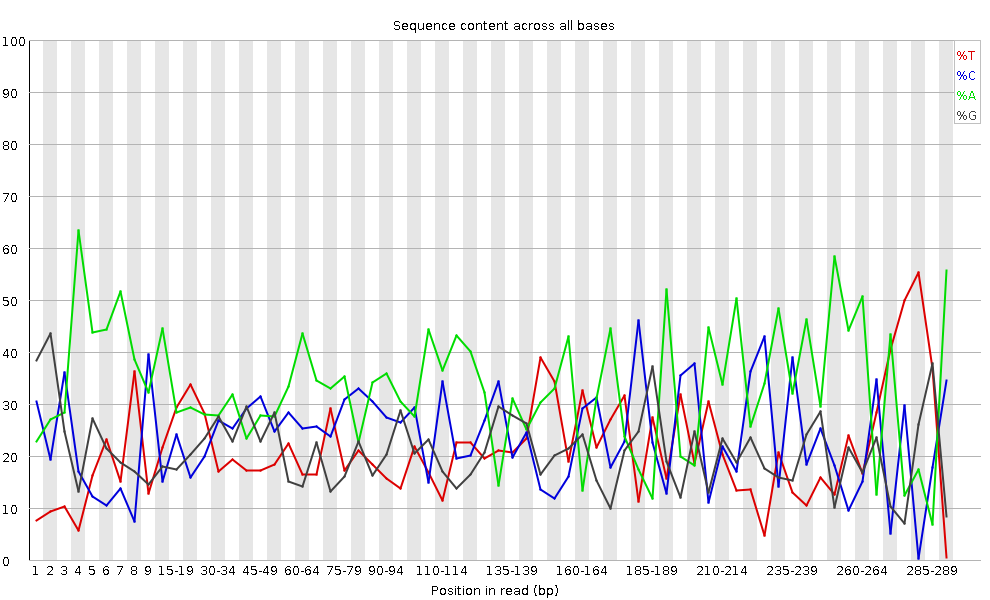 Sequence content across all bases
100
90
80
70
60
50
40
30
20
10
0
%T
%C
%A
%G
1 2 3 4 5 6 7 8 9 15-19 30-34 45-49 60-64 75-79 90-94 110-114 135-139 160-164 185-189 210-214 235-239 260-264 285-289
Position in read (bp)